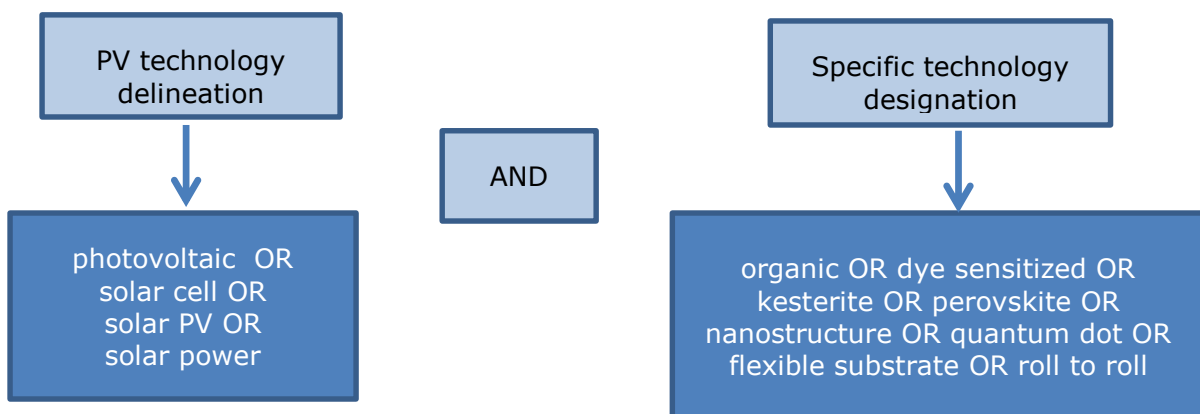 PV technology
delineation
Specific technology
designation
AND
photovoltaic OR
solar cell OR
solar PV OR
solar power
organic OR dye sensitized OR
kesterite OR perovskite OR
nanostructure OR quantum dot OR
flexible substrate OR roll to roll